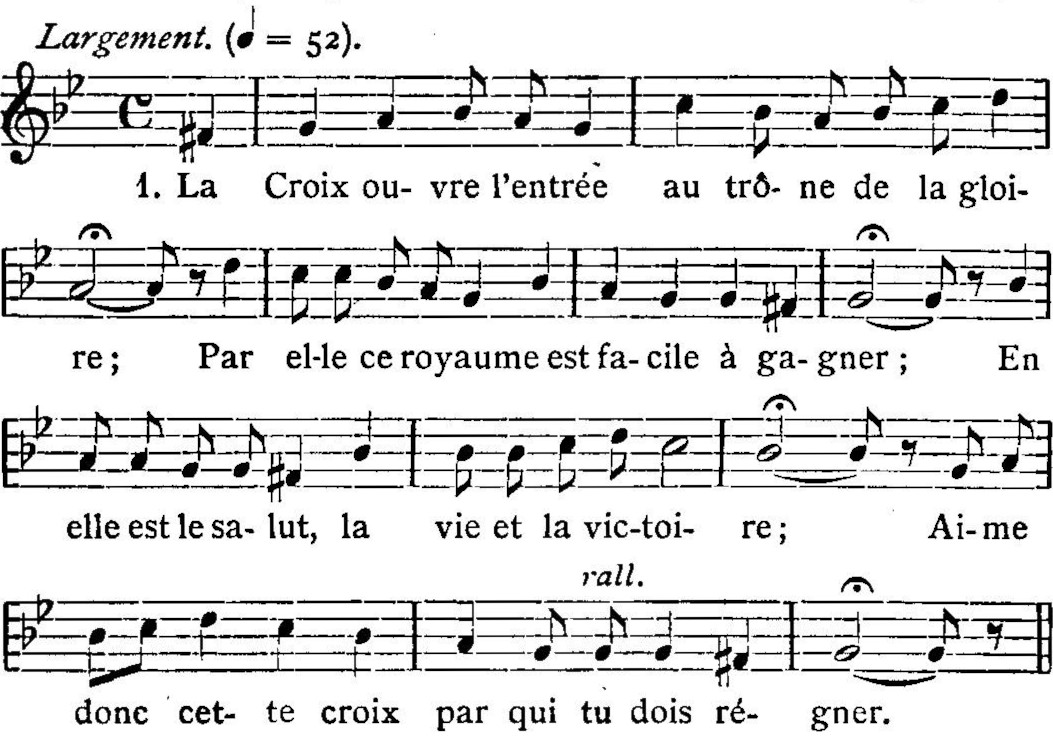 Largement. (♩ = 52).
1. La Croix ou- vre l'entrée au trô- ne de la gloi-
re ; Par el-le ce royaume est fa- cile à ga- gner ; En
elle est le sa- lut, la vie et la vic-toi- re ; Ai-me
rall.
donc cet- te croix par qui tu dois ré- gner.